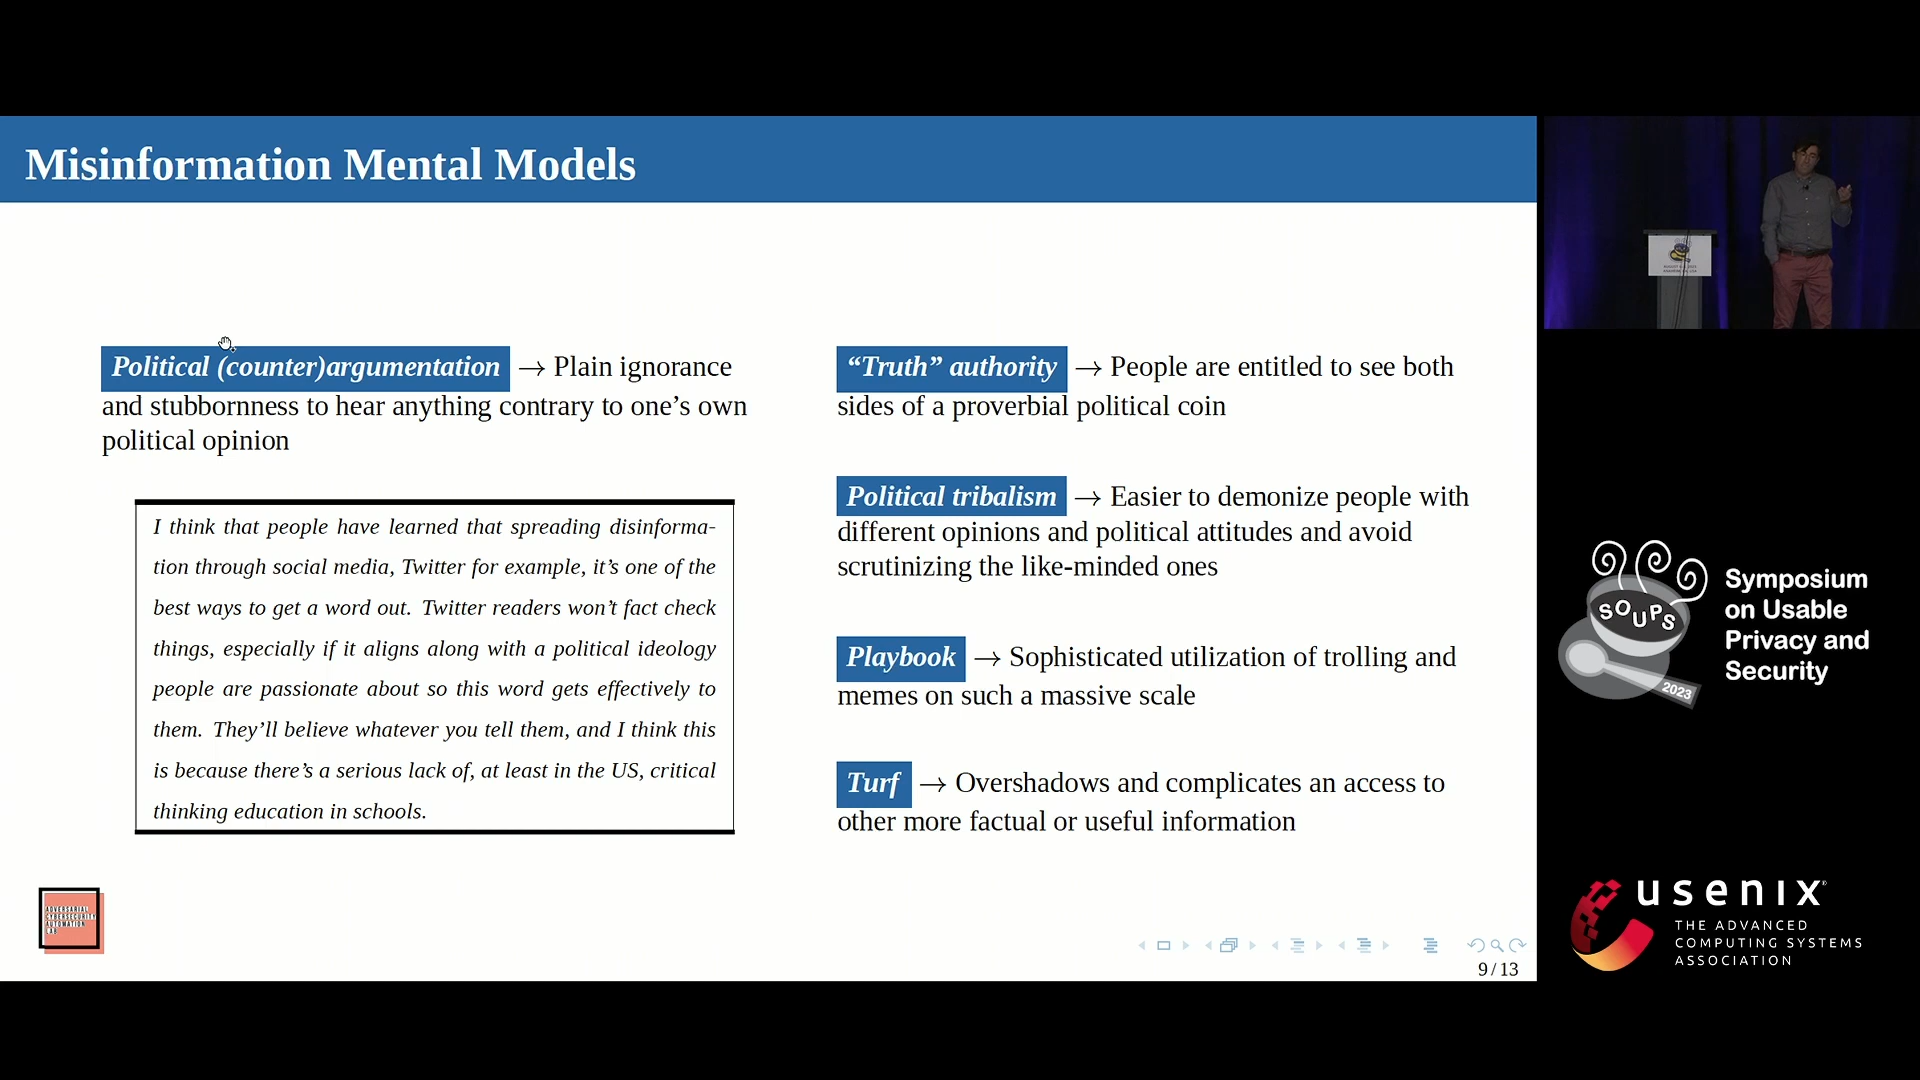 Misinformation Mental Models
Political (counter)argumentation → Plain ignorance
and stubbornness to hear anything contrary to one's own
political opinion
I think that people have learned that spreading disinforma-
tion through social media, Twitter for example, it's one of the
best ways to get a word out. Twitter readers won't fact check
things, especially if it aligns along with a political ideology
people are passionate about so this word gets effectively to
them. They'll believe whatever you tell them, and I think this
is because there's a serious lack of, at least in the US, critical
thinking education in schools.
“Truth” authority → People are entitled to see both
sides of a proverbial political coin
Political tribalism → Easier to demonize people with
different opinions and political attitudes and avoid
scrutinizing the like-minded ones
Playbook → Sophisticated utilization of trolling and
memes on such a massive scale
Turf → Overshadows and complicates an access to
other more factual or useful information
ADVERSARIAL
CYBERSECURITY
AUTOMATION
LAB
9/13
SOUPS
2023
Symposium
on Usable
Privacy and
Security
usenix
THE ADVANCED
COMPUTING SYSTEMS
ASSOCIATION